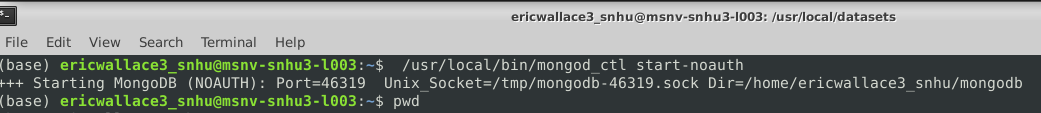 ericwallace3_snhu@msnv-snhu3-l003: /usr/local/datasets
File Edit View Search Terminal Help
(base) ericwallace3_snhu@msnv-snhu3-l003:~$  /usr/local/bin/mongod_ctl start-noauth
+++ Starting MongoDB (NOAUTH): Port=46319  Unix_Socket=/tmp/mongodb-46319.sock Dir=/home/ericwallace3_snhu/mongodb
(base) ericwallace3_snhu@msnv-snhu3-l003:~$ pwd